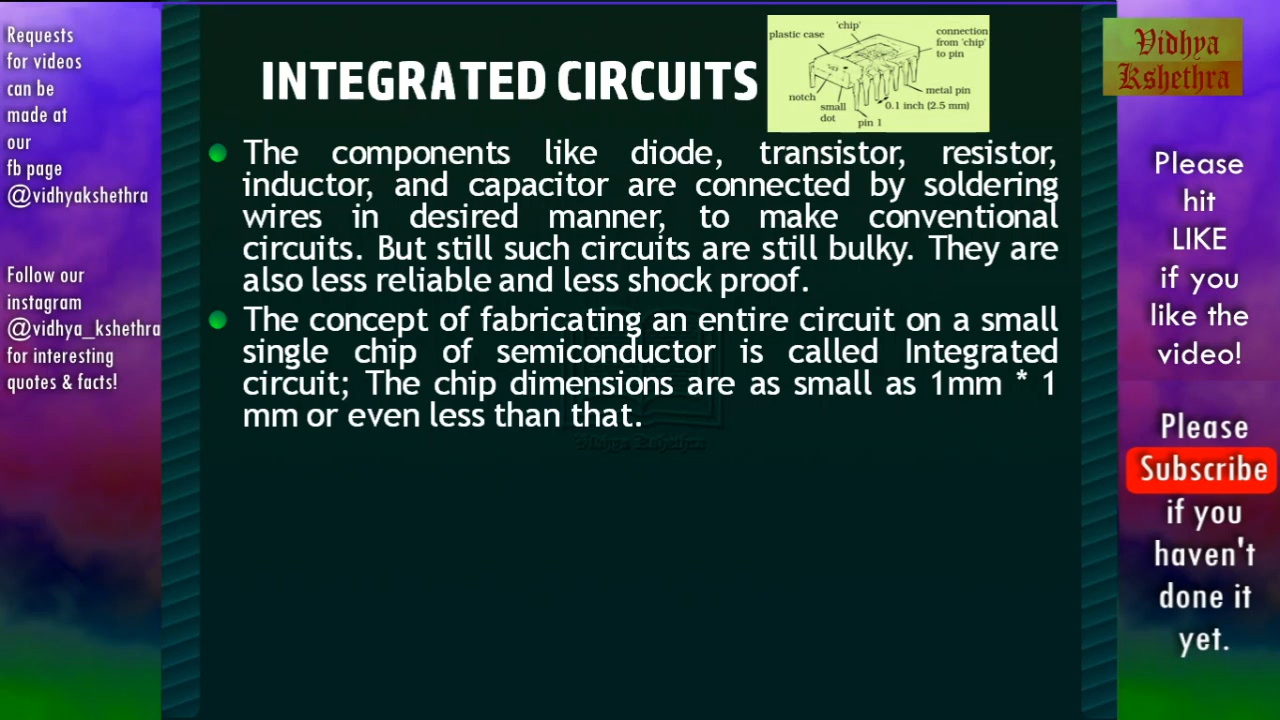 Requests
for videos
can be
made at
our
fb page
@vidhyakshethra
Follow our
instagram
@vidhya_kshethra
for interesting
quotes & facts!
INTEGRATED CIRCUITS
'chip'
plastic case
connection
from 'chip'
to pin
notch
small
dot
metal pin
0.1 inch (2.5 mm)
pin 1
The components like diode, transistor, resistor,
inductor, and capacitor are connected by soldering
wires in desired manner, to make conventional
circuits. But still such circuits are still bulky. They are
also less reliable and less shock proof.
The concept of fabricating an entire circuit on a small
single chip of semiconductor is called Integrated
circuit; The chip dimensions are as small as 1mm * 1
mm or even less than that.
Vidhya Kshethra
Vidhya
Kshethra
Please
hit
LIKE
if you
like the
video!
Please
Subscribe
if you
haven't
done it
yet.